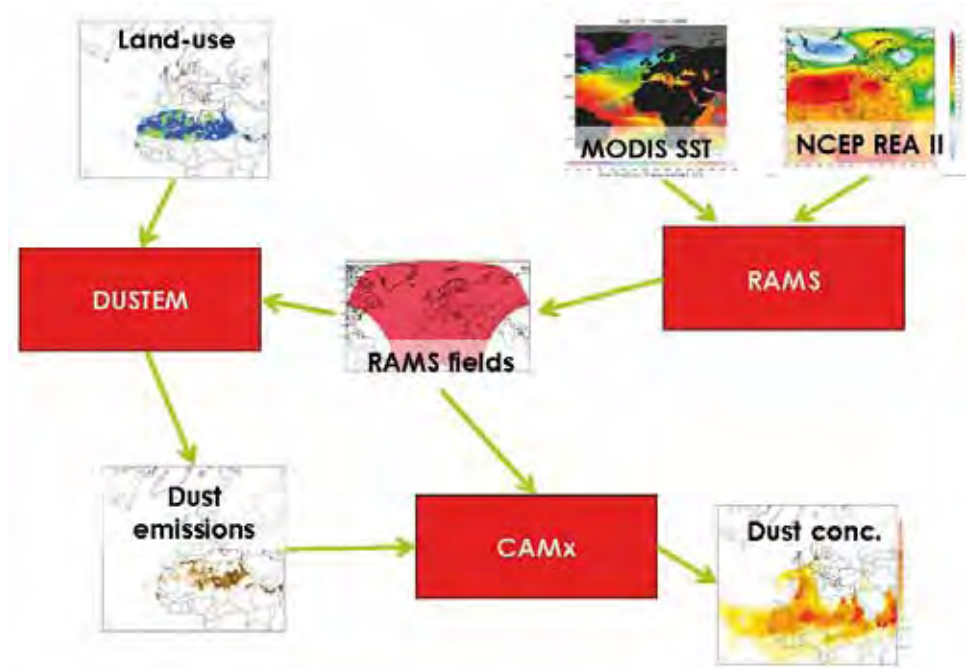 Land-use
MODIS SST
NCEP REA II
DUSTEM
RAMS
RAMS fields
Dust
emissions
CAMx
Dust conc.